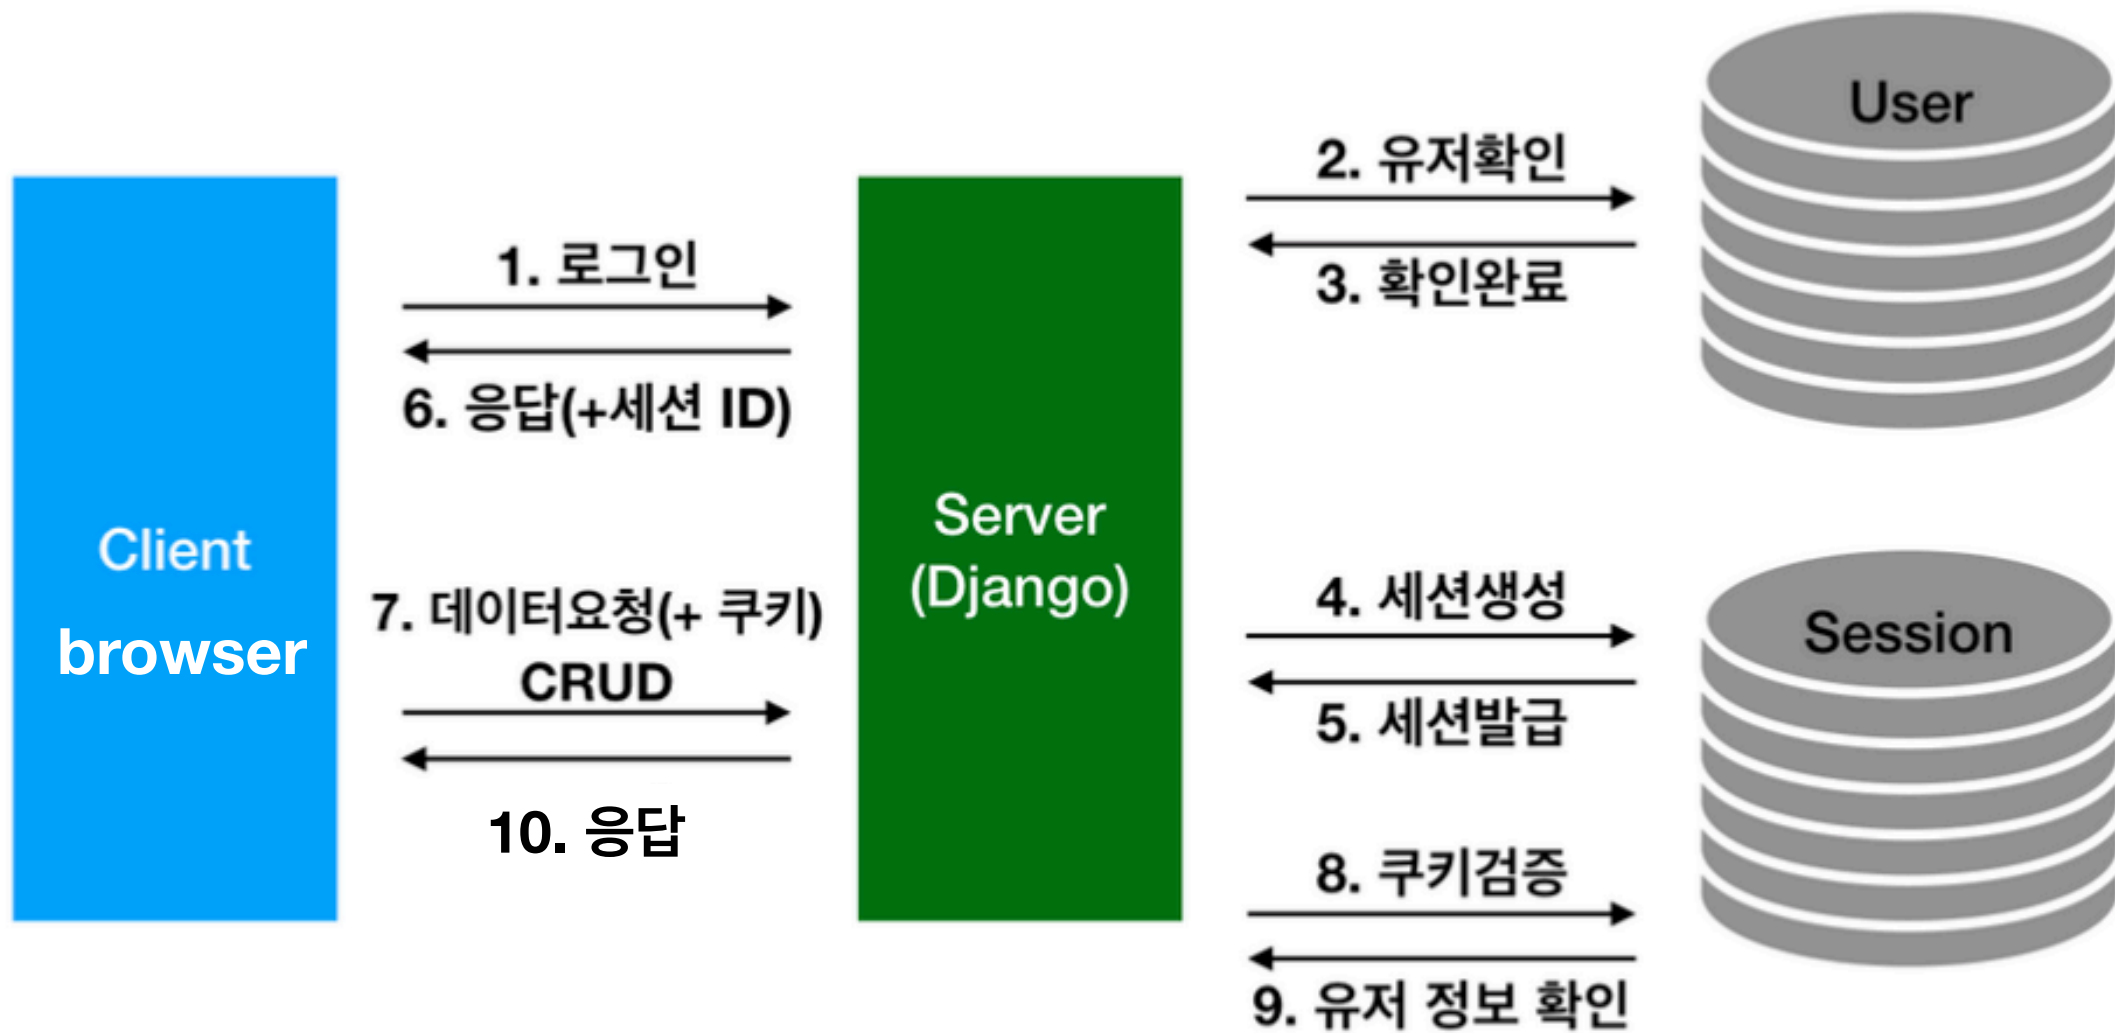 User
2. 유저확인
3. 확인완료
1. 로그인
6. 응답(+세션 ID)
Client
browser
Server
(Django)
7. 데이터요청(+ 쿠키)
CRUD
10. 응답
4. 세션생성
Session
5. 세션발급
8. 쿠키검증
9. 유저 정보 확인